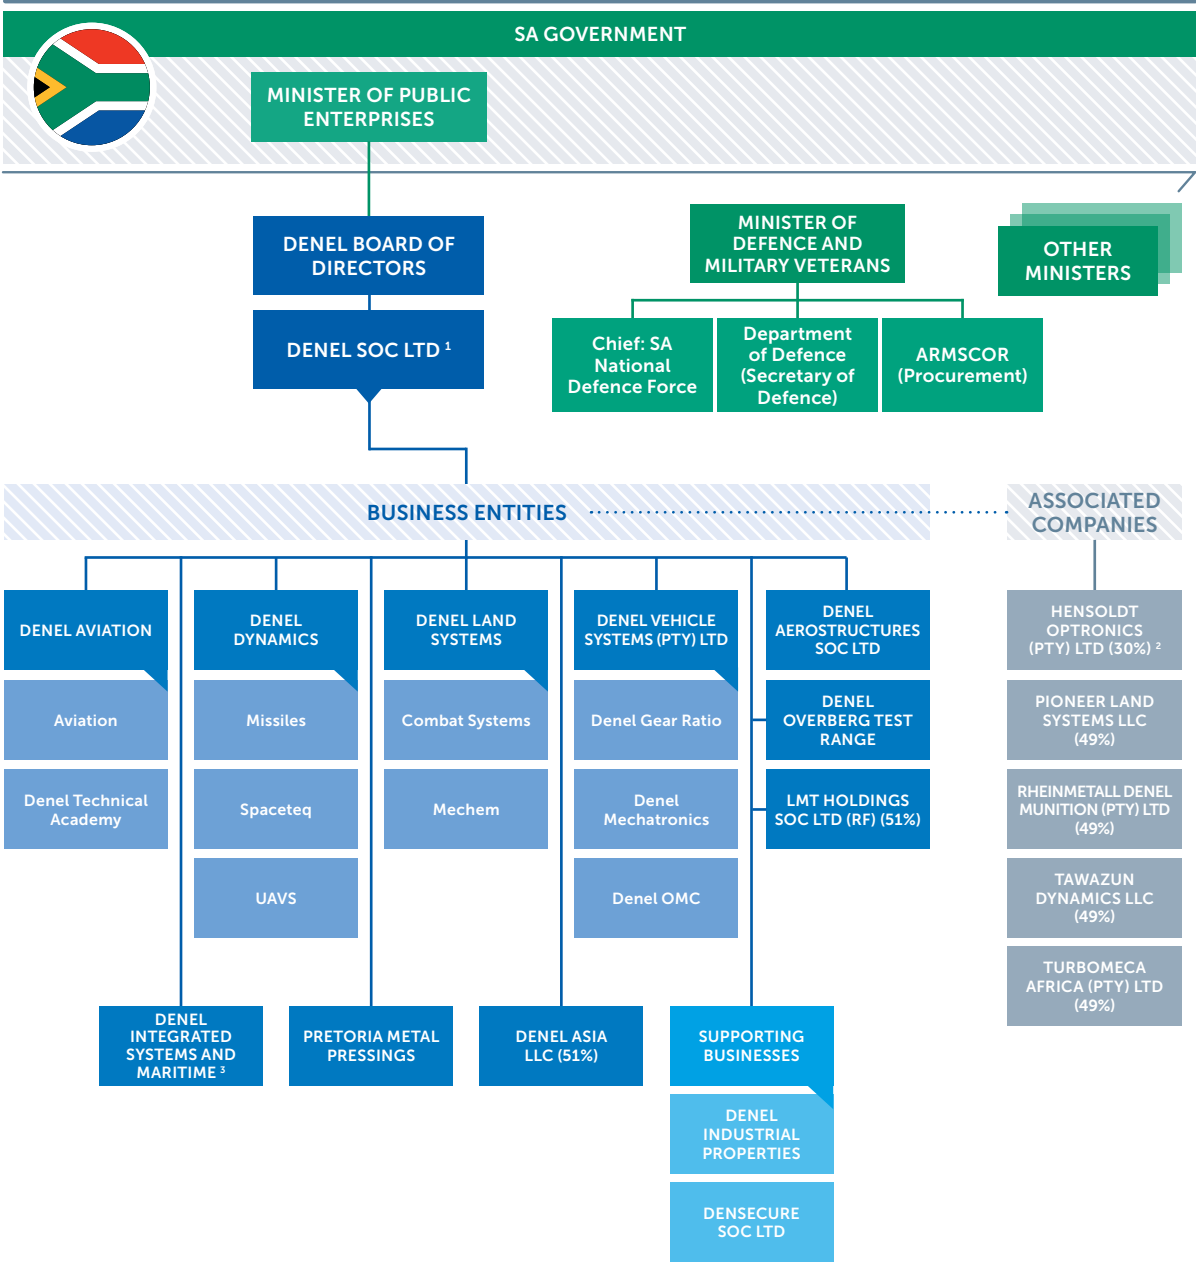 SA GOVERNMENT
MINISTER OF PUBLIC
ENTERPRISES
DENEL BOARD OF
DIRECTORS
MINISTER OF
DEFENCE AND
MILITARY VETERANS
OTHER
MINISTERS
DENEL SOC LTD ¹
Chief: SA
National
Defence Force
Department
of Defence
(Secretary of
Defence)
ARMSCOR
(Procurement)
BUSINESS ENTITIES
ASSOCIATED
COMPANIES
DENEL AVIATION
Aviation
Denel Technical
Academy
DENEL
DYNAMICS
Missiles
Spaceteq
UAVS
DENEL LAND
SYSTEMS
Combat Systems
Mechem
DENEL VEHICLE
SYSTEMS (PTY) LTD
Denel Gear Ratio
Denel
Mechatronics
Denel OMC
DENEL
AEROSTRUCTURES
SOC LTD
DENEL
OVERBERG TEST
RANGE
LMT HOLDINGS
SOC LTD (RF) (51%)
HENSOLDT
OPTRONICS
(PTY) LTD (30%) ²
PIONEER LAND
SYSTEMS LLC
(49%)
RHEINMETALL DENEL
MUNITION (PTY) LTD
(49%)
TAWAZUN
DYNAMICS LLC
(49%)
TURBOMECA
AFRICA (PTY) LTD
(49%)
DENEL
INTEGRATED
SYSTEMS AND
MARITIME ³
PRETORIA METAL
PRESSINGS
DENEL ASIA
LLC (51%)
SUPPORTING
BUSINESSES
DENEL
INDUSTRIAL
PROPERTIES
DENSECURE
SOC LTD